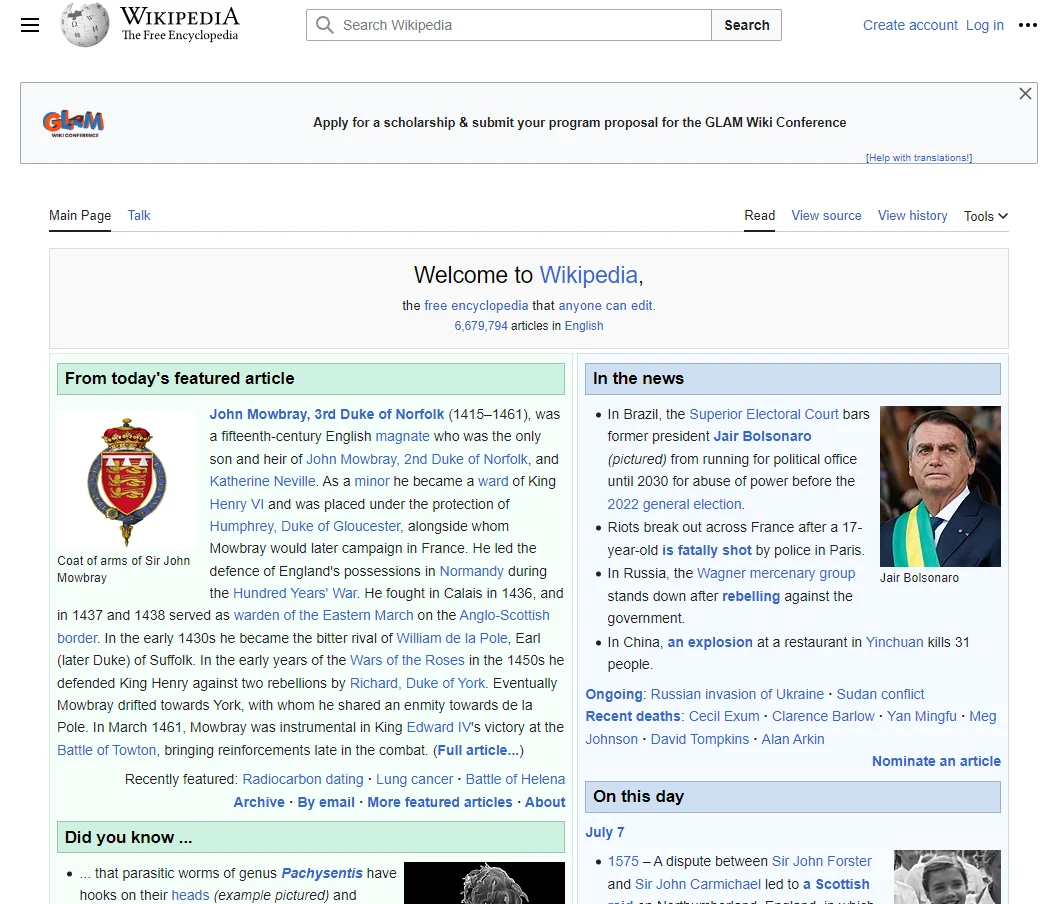 WIKIPEDIA
The Free Encyclopedia
Search Wikipedia
Search
Create account Log in
GLAM
WIKI CONFERENCE
Apply for a scholarship & submit your program proposal for the GLAM Wiki Conference
[Help with translations!]
Main Page Talk
Read View source View history Tools
Welcome to Wikipedia,
the free encyclopedia that anyone can edit.
6,679,794 articles in English
From today's featured article
Coat of arms of Sir John
Mowbray
John Mowbray, 3rd Duke of Norfolk (1415–1461), was
a fifteenth-century English magnate who was the only
son and heir of John Mowbray, 2nd Duke of Norfolk, and
Katherine Neville. As a minor he became a ward of King
Henry VI and was placed under the protection of
Humphrey, Duke of Gloucester, alongside whom
Mowbray would later campaign in France. He led the
defence of England's possessions in Normandy during
the Hundred Years' War. He fought in Calais in 1436, and
in 1437 and 1438 served as warden of the Eastern March on the Anglo-Scottish
border. In the early 1430s he became the bitter rival of William de la Pole, Earl
(later Duke) of Suffolk. In the early years of the Wars of the Roses in the 1450s he
defended King Henry against two rebellions by Richard, Duke of York. Eventually
Mowbray drifted towards York, with whom he shared an enmity towards de la
Pole. In March 1461, Mowbray was instrumental in King Edward IV's victory at the
Battle of Towton, bringing reinforcements late in the combat. (Full article...)
Recently featured: Radiocarbon dating · Lung cancer · Battle of Helena
Archive · By email · More featured articles · About
Did you know ...
• ... that parasitic worms of genus Pachysentis have
hooks on their heads (example pictured) and
In the news
• In Brazil, the Superior Electoral Court bars
former president Jair Bolsonaro
(pictured) from running for political office
until 2030 for abuse of power before the
2022 general election.
• Riots break out across France after a 17-
year-old is fatally shot by police in Paris.
Jair Bolsonaro
• In Russia, the Wagner mercenary group
stands down after rebelling against the
government.
• In China, an explosion at a restaurant in Yinchuan kills 31
people.
Ongoing: Russian invasion of Ukraine · Sudan conflict
Recent deaths: Cecil Exum · Clarence Barlow · Yan Mingfu · Meg
Johnson · David Tompkins · Alan Arkin
Nominate an article
On this day
July 7
• 1575 – A dispute between Sir John Forster
and Sir John Carmichael led to a Scottish
raid on Northumberland, England, in which